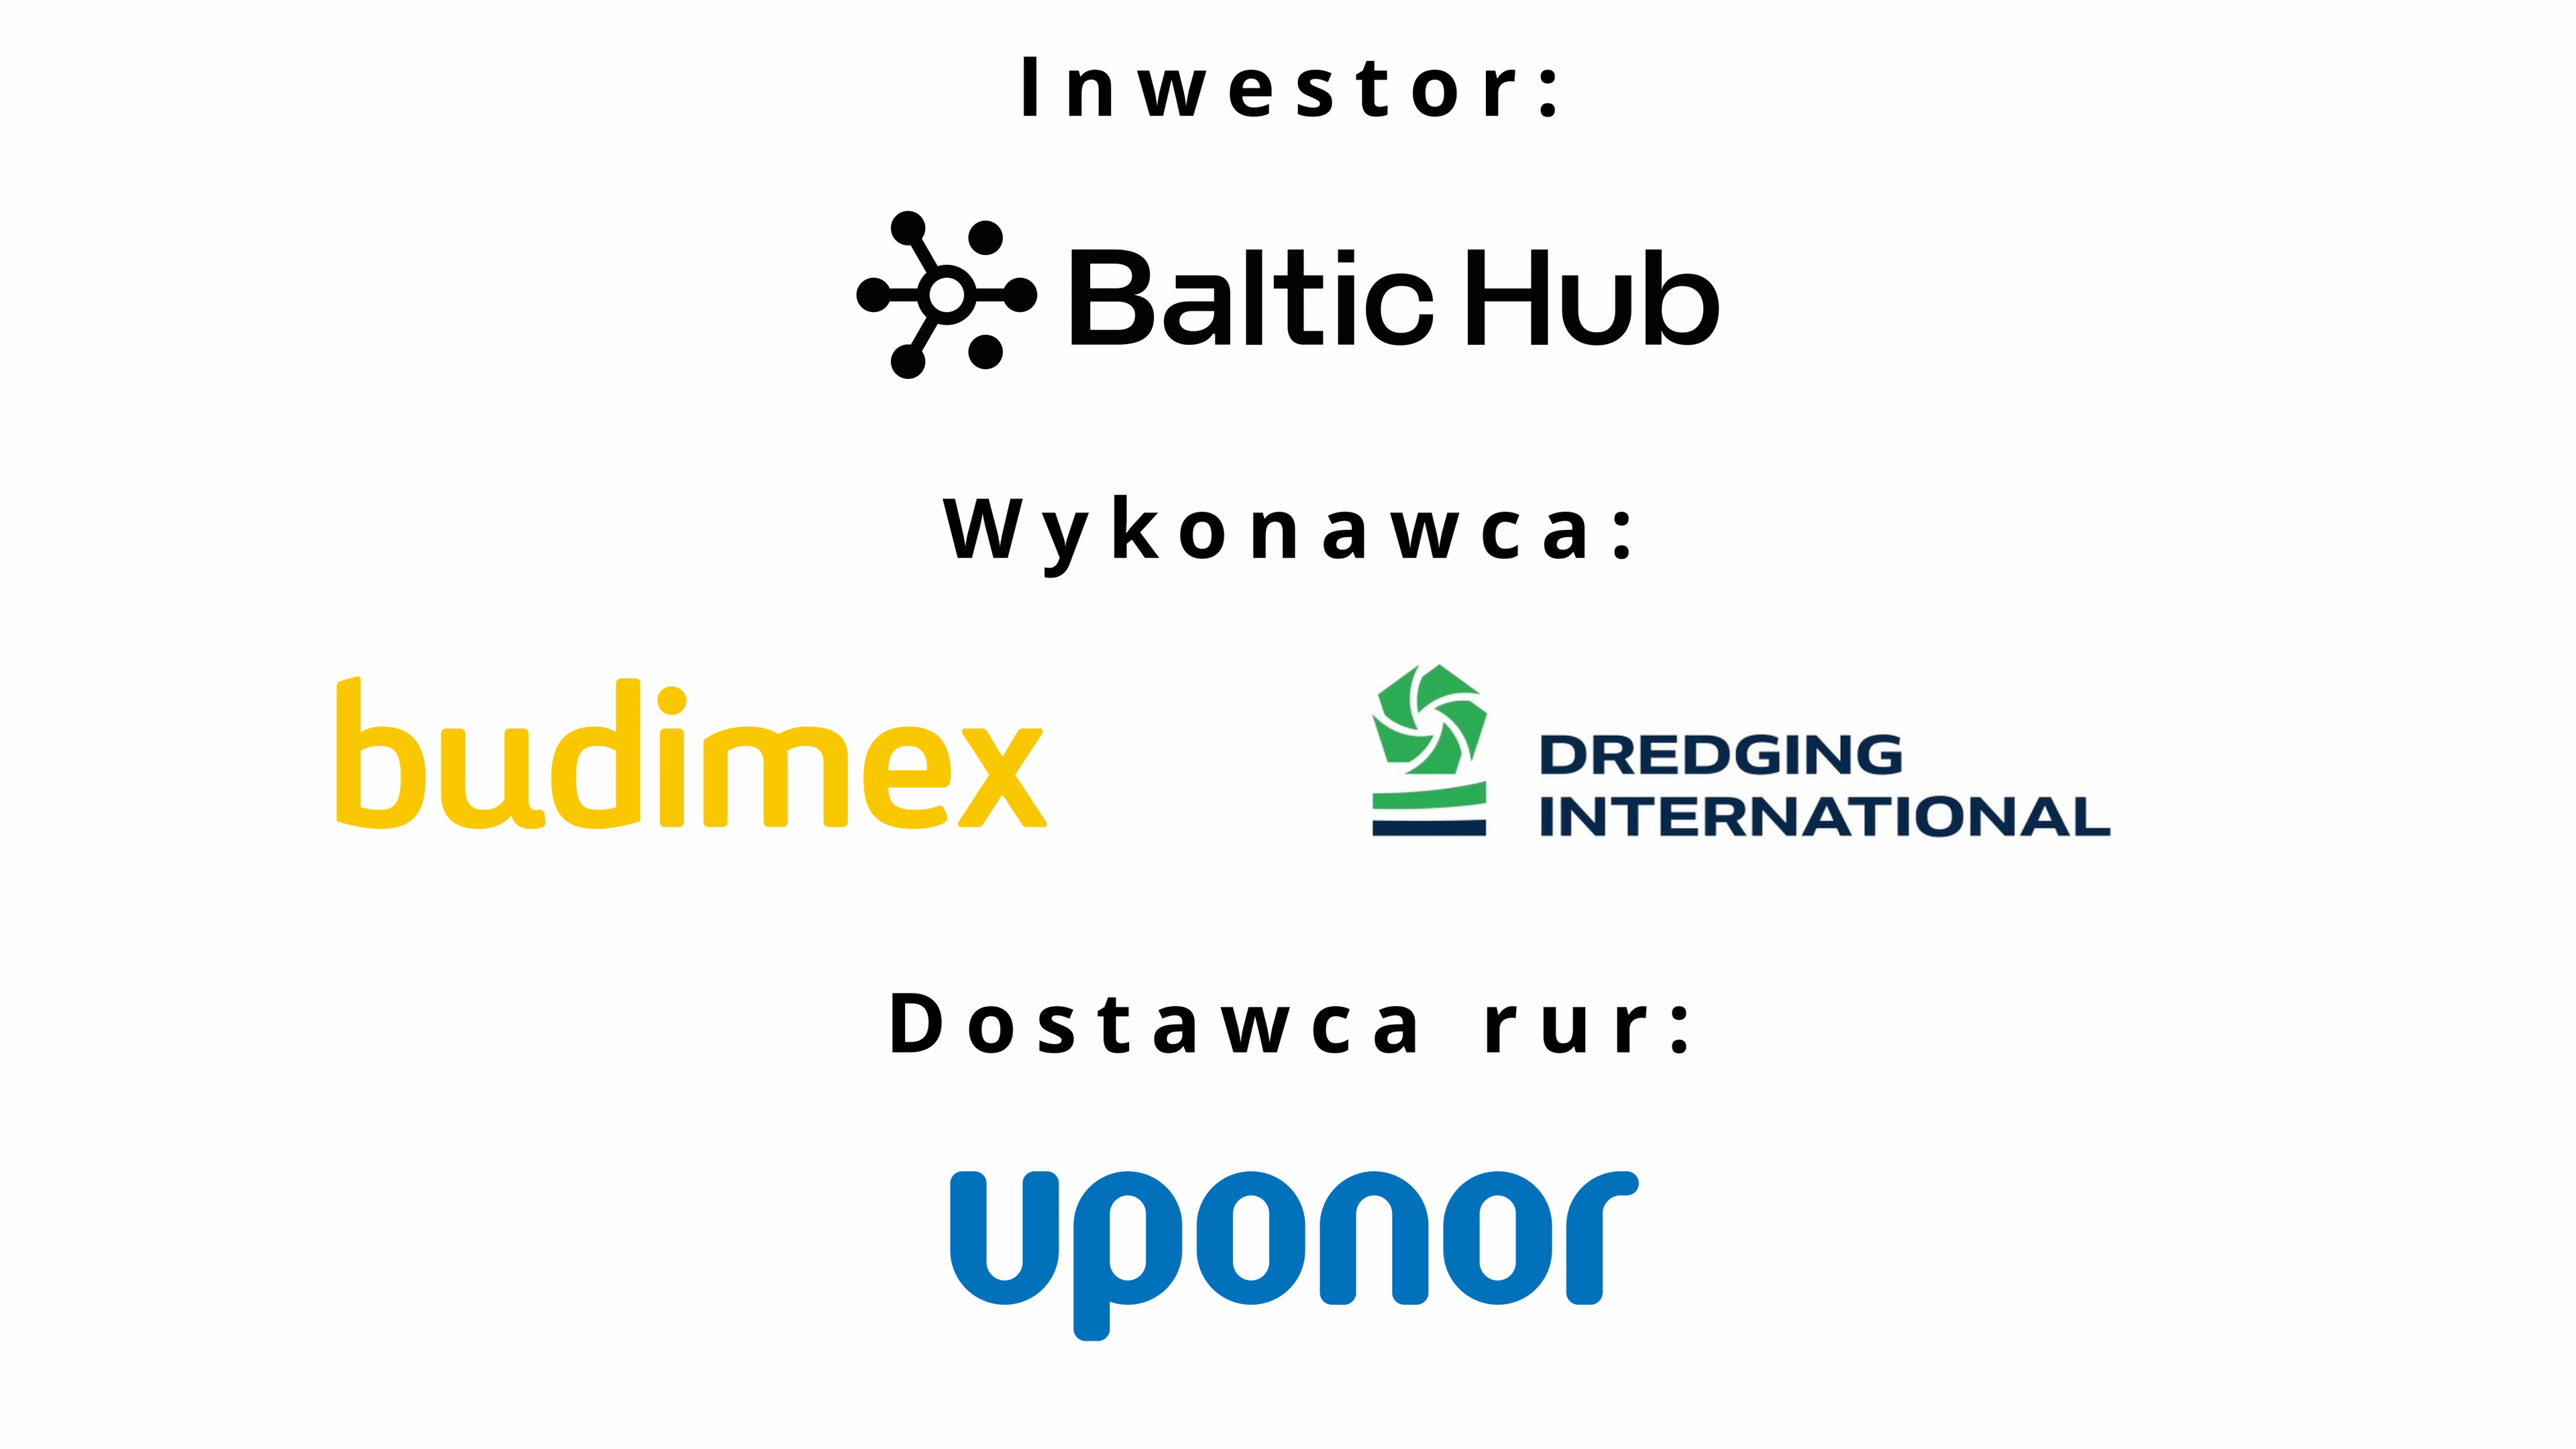 Inwestor:
Baltic Hub
Wykonawca:
budimex
DREDGING
INTERNATIONAL
Dostawca rur:
uponor